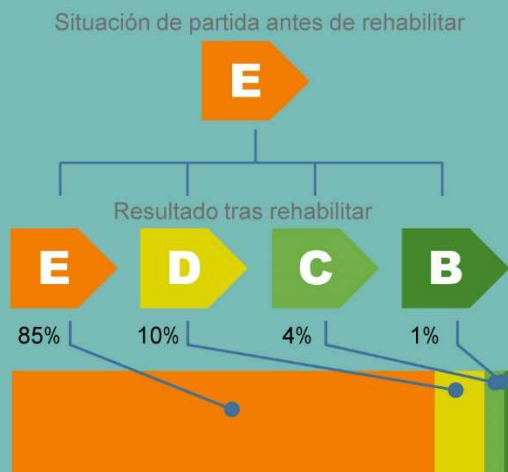 Situación de partida antes de rehabilitar
E
Resultado tras rehabilitar
E D C B
85% 10% 4% 1%